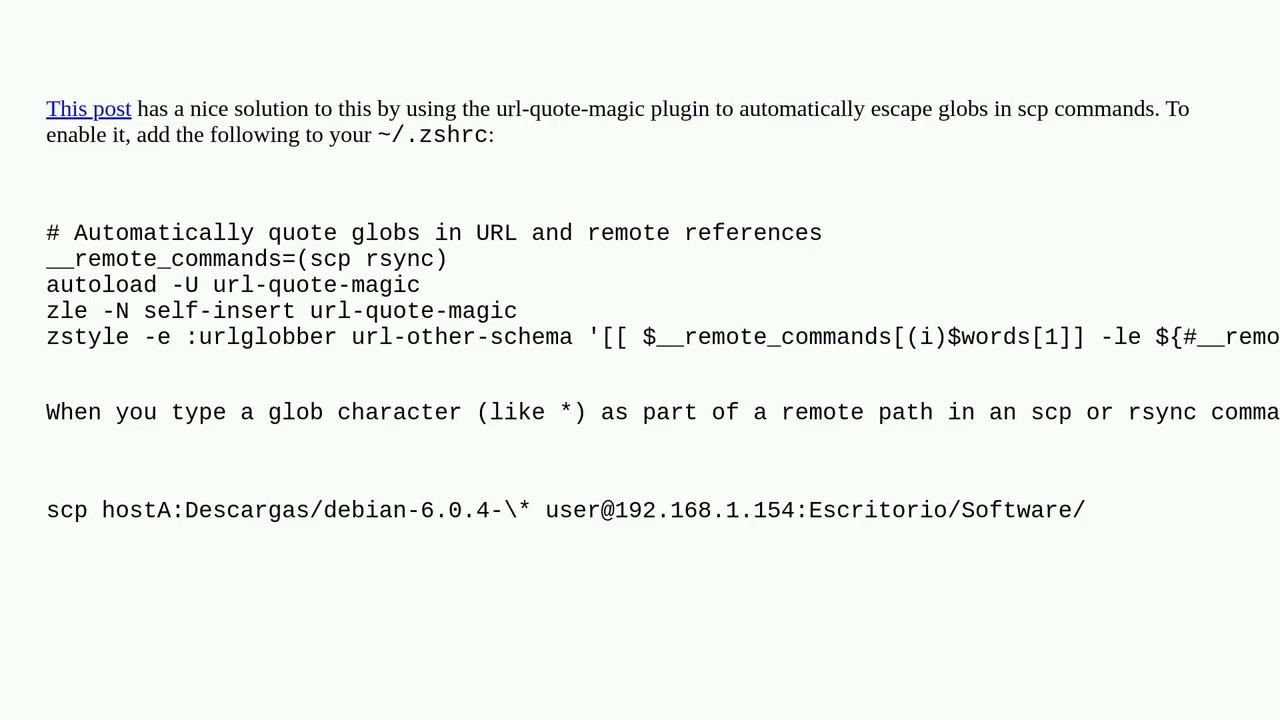 This post has a nice solution to this by using the url-quote-magic plugin to automatically escape globs in scp commands. To
enable it, add the following to your ~/.zshrc:
# Automatically quote globs in URL and remote references
__remote_commands=(scp rsync)
autoload -U url-quote-magic
zle -N self-insert url-quote-magic
zstyle -e :urlglobber url-other-schema '[[ $__remote_commands[(i)$words[1]] -le ${#__remo
When you type a glob character (like *) as part of a remote path in an scp or rsync comma
scp hostA:Descargas/debian-6.0.4-\* user@192.168.1.154:Escritorio/Software/